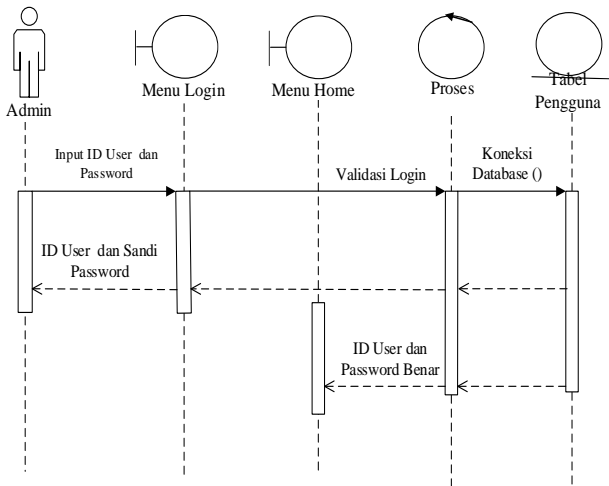 Admin
Menu Login
Menu Home
Proses
Tabel
Pengguna
Input ID User dan
Password
Validasi Login
Koneksi
Database ()
ID User dan Sandi
Password
ID User dan
Password Benar